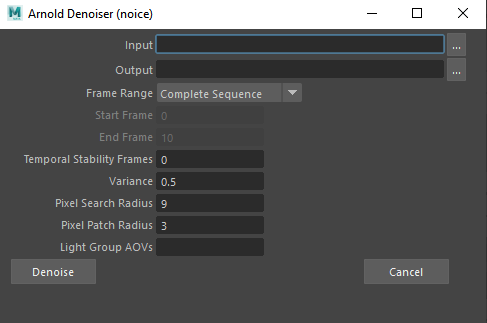 Arnold Denoiser (noice)
Input ...
Output ...
Frame Range Complete Sequence
Start Frame 0
End Frame 10
Temporal Stability Frames 0
Variance 0.5
Pixel Search Radius 9
Pixel Patch Radius 3
Light Group AOVs
Denoise Cancel